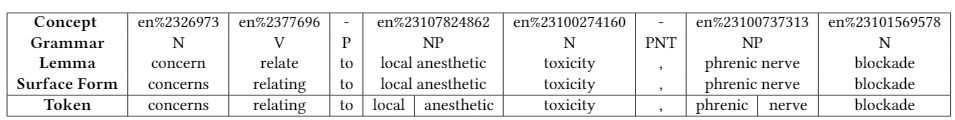 Concept en%2326973 en%2377696 - en%23107824862 en%23100274160 - en%23100737313 en%23101569578
Grammar N V P NP N PNT NP N
Lemma concern relate to local anesthetic toxicity , phrenic nerve blockade
Surface Form concerns relating to local anesthetic toxicity , phrenic nerve blockade
Token concerns relating to local anesthetic toxicity , phrenic nerve blockade